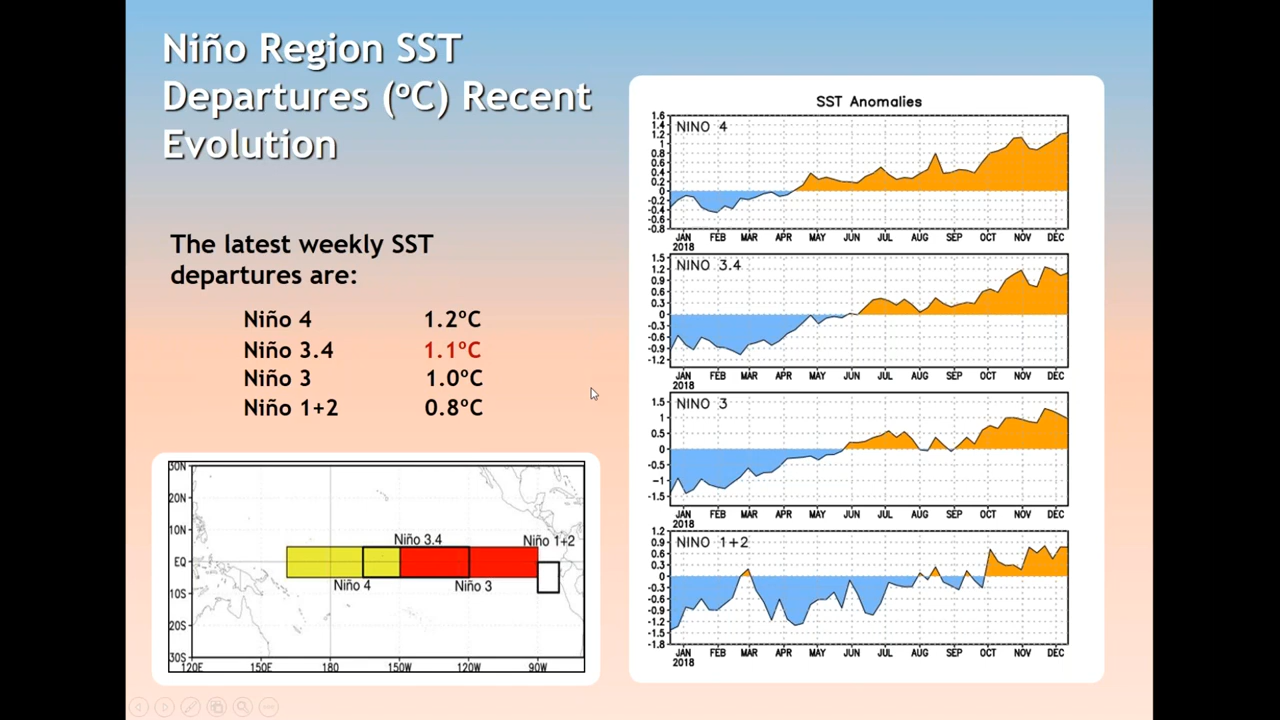 Niño Region SST
Departures (ºC) Recent
Evolution
The latest weekly SST
departures are:
Niño 4 1.2ºC
Niño 3.4 1.1ºC
Niño 3 1.0ºC
Niño 1+2 0.8ºC
30N
20N
10N
EQ
10S
20S
30S
120E 150E 180 150W 120W 90W
Niño 3.4 Niño 1+2
Niño 4 Niño 3
SST Anomalies
NINO 4
1.6
1.4
1.2
1
0.8
0.6
0.4
0.2
0
-0.2
-0.4
-0.6
-0.8
JAN FEB MAR APR MAY JUN JUL AUG SEP OCT NOV DEC
2018
NINO 3.4
1.5
1.2
0.9
0.6
0.3
0
-0.3
-0.6
-0.9
-1.2
JAN FEB MAR APR MAY JUN JUL AUG SEP OCT NOV DEC
2018
NINO 3
1.5
1
0.5
0
-0.5
-1
-1.5
JAN FEB MAR APR MAY JUN JUL AUG SEP OCT NOV DEC
2018
NINO 1+2
1.2
0.9
0.6
0.3
0
-0.3
-0.6
-0.9
-1.2
-1.5
-1.8
JAN FEB MAR APR MAY JUN JUL AUG SEP OCT NOV DEC
2018